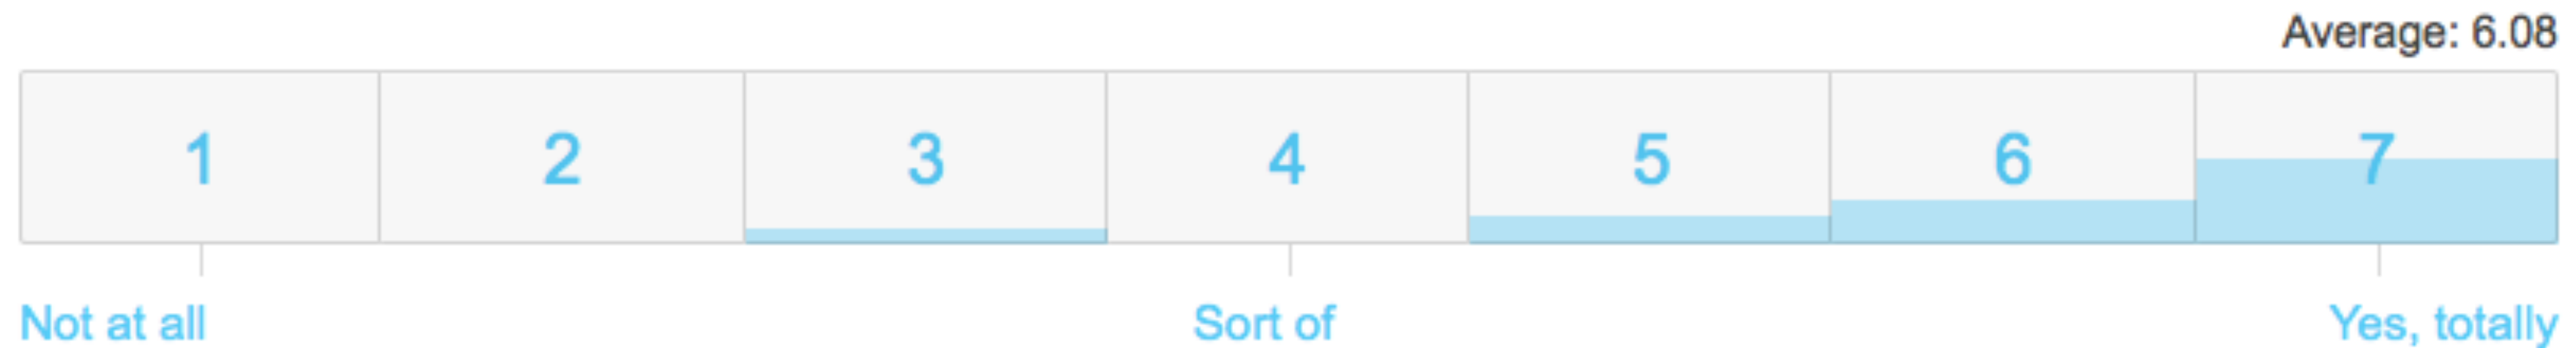 Average: 6.08
1 2 3 4 5 6 7
Not at all Sort of Yes, totally